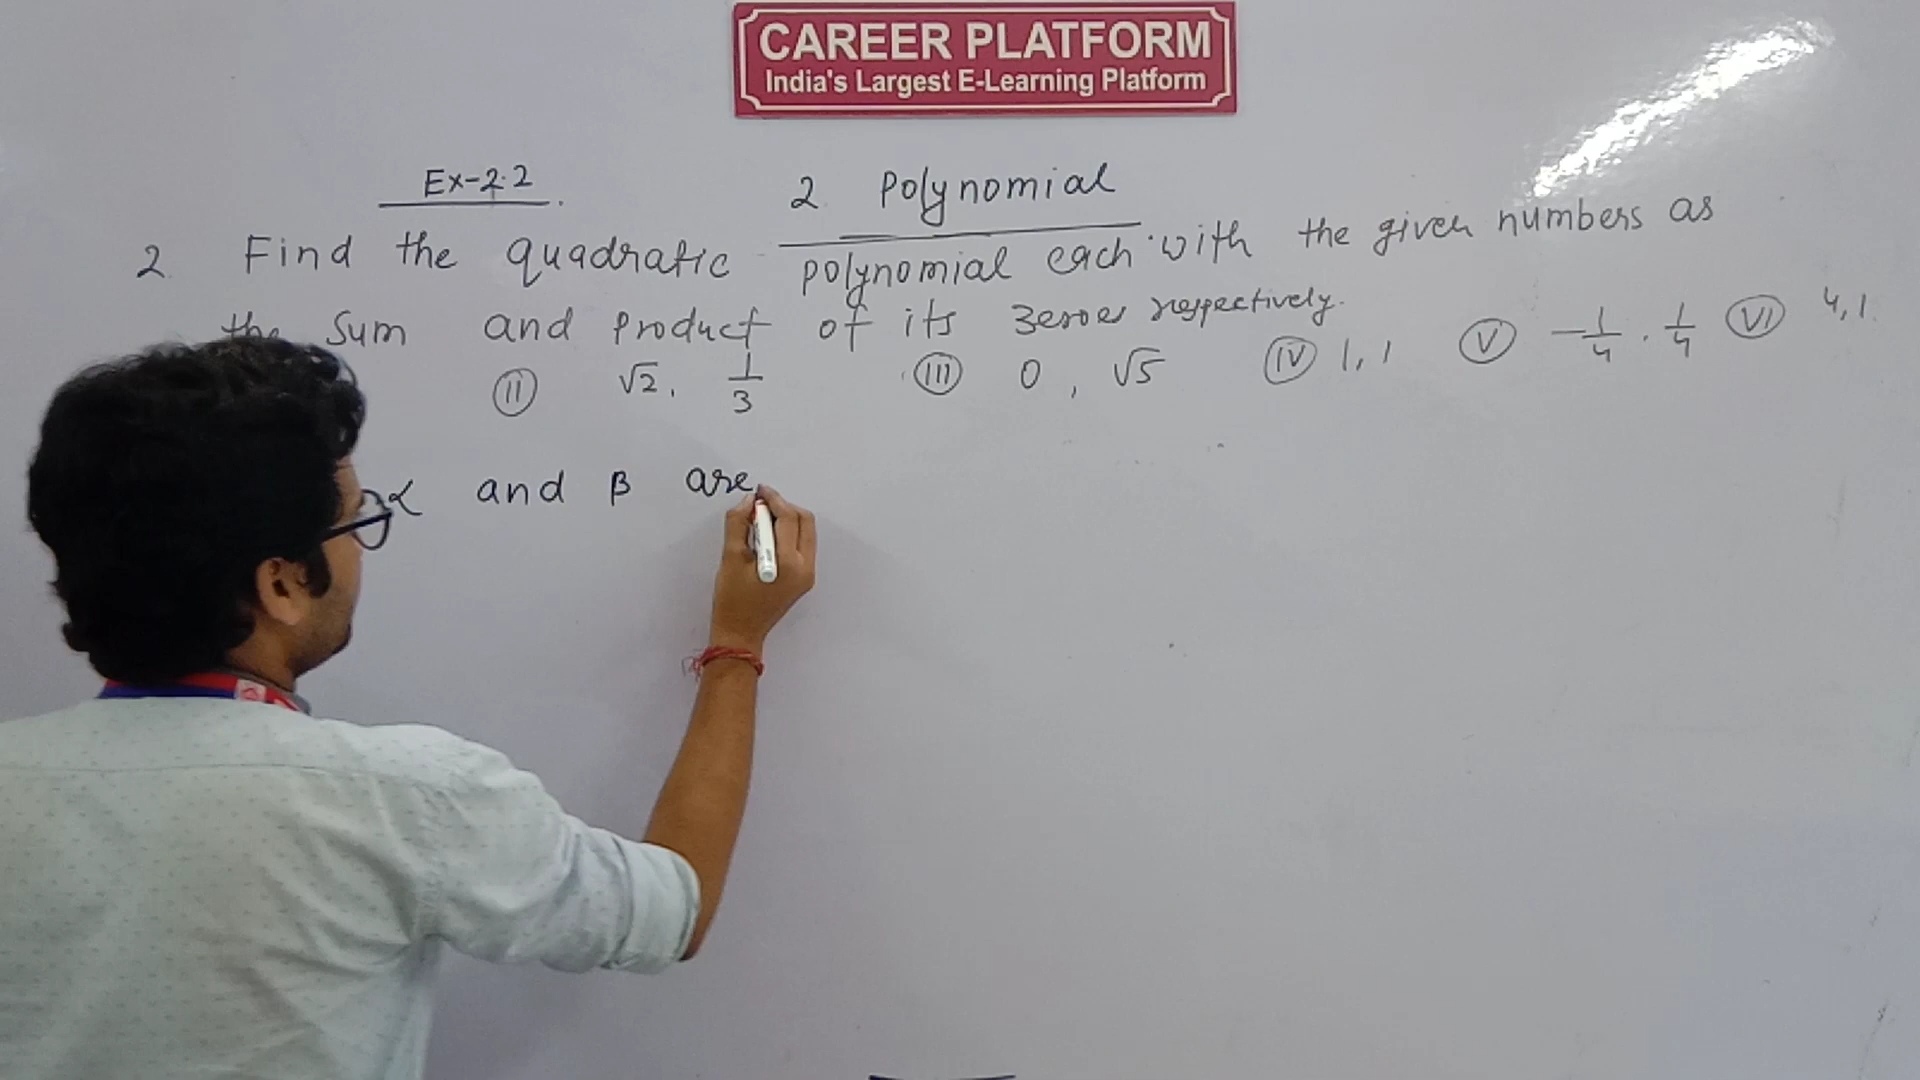 CAREER PLATFORM
India's Largest E-Learning Platform
Ex-2.2
2 Polynomial
2. Find the quadratic polynomial each with the given numbers as
the Sum and Product of its Zeroes respectively.
(II) √2, 1/3 (III) 0, √5 (IV) 1, 1 (V) -1/4, 1/4 (VI) 4, 1
α and β are